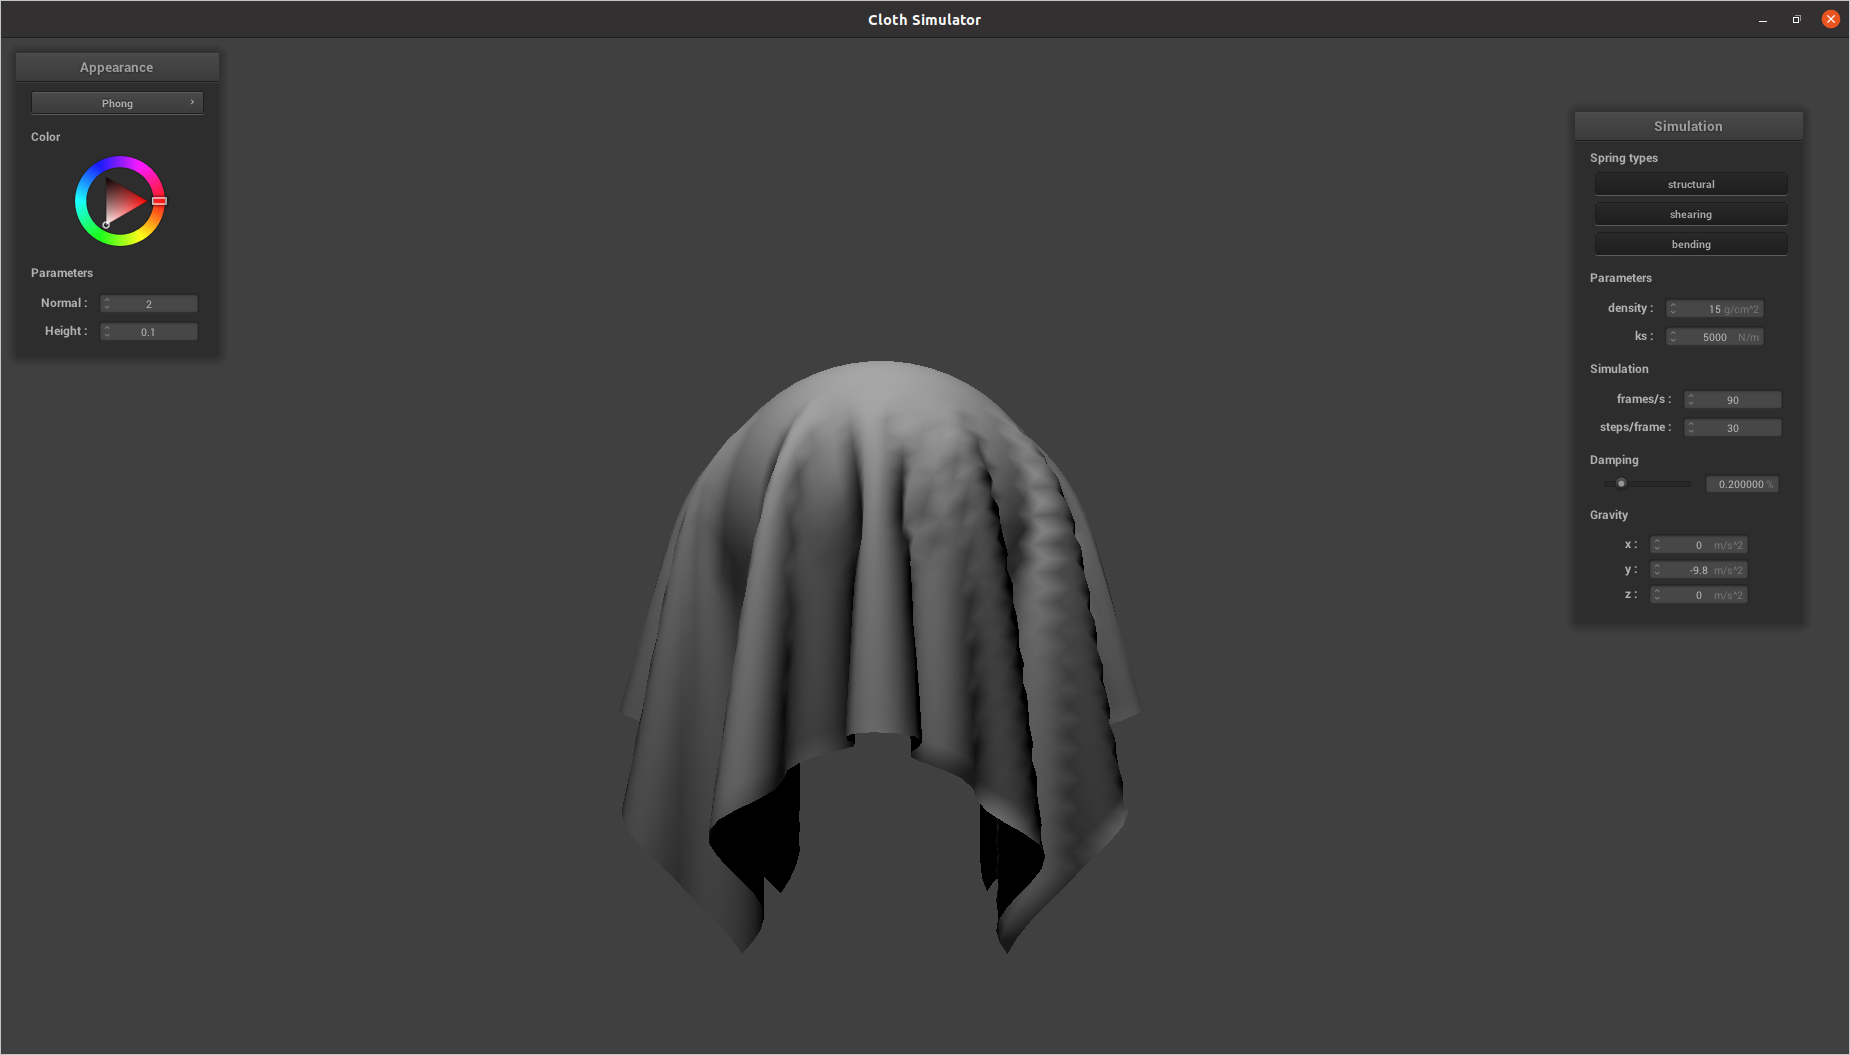 Cloth Simulator
Appearance
Phong
Color
Parameters
Normal : 2
Height : 0.1
Simulation
Spring types
structural
shearing
bending
Parameters
density : 15 g/cm^2
ks : 5000 N/m
Simulation
frames/s : 90
steps/frame : 30
Damping
0.200000 %
Gravity
x : 0 m/s^2
y : -9.8 m/s^2
z : 0 m/s^2